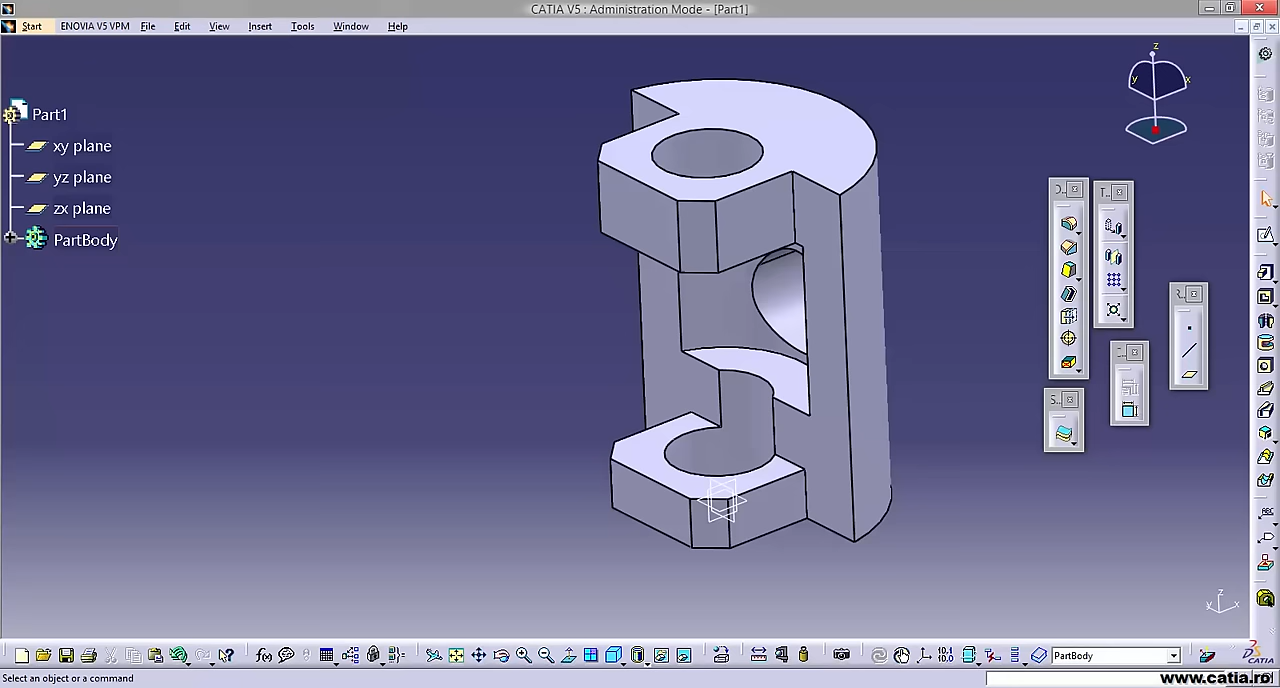 CATIA V5 : Administration Mode - [Part1]
Start ENOVIA V5 VPM File Edit View Insert Tools Window Help
Part1
xy plane
yz plane
zx plane
PartBody
z
y x
z
y x
PartBody
CATIA
Select an object or a command
www.catia.ro